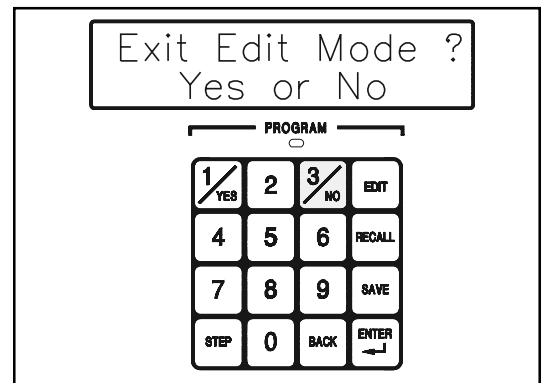 Exit Edit Mode ?
Yes or No
PROGRAM
1/YES 2 3/NO EDIT
4 5 6 RECALL
7 8 9 SAVE
STEP 0 BACK ENTER